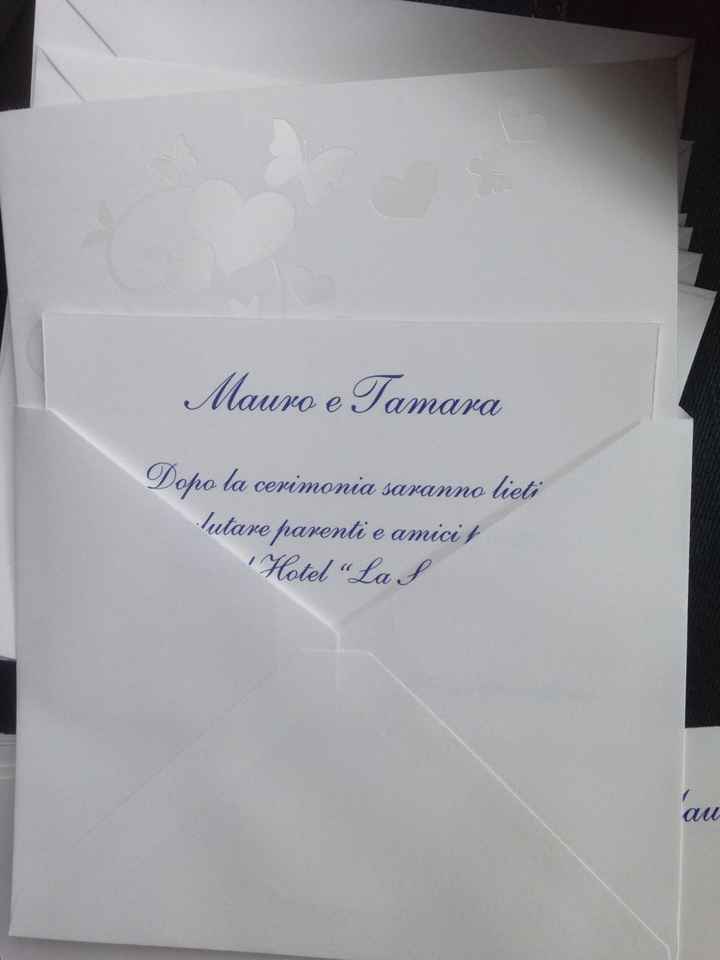 Mauro e Tamara
Dopo la cerimonia saranno lieti
parenti e amici
Hotel “La